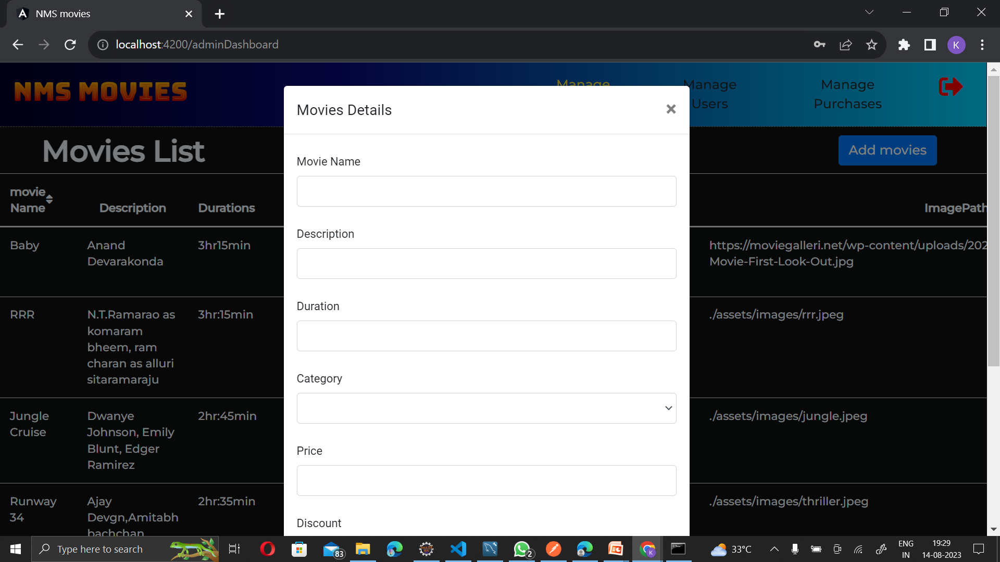 NMS movies
localhost:4200/adminDashboard
K
NMS MOVIES
Manage
Manage
Users
Manage
Purchases
Movies Details
×
Movies List
Add movies
movie
Name
Description
Durations
ImagePath
Movie Name
Description
Duration
Category
Price
Discount
Baby
Anand
Devarakonda
3hr15min
https://moviegalleri.net/wp-content/uploads/202
Movie-First-Look-Out.jpg
RRR
N.T.Ramarao as
komaram
bheem, ram
charan as alluri
sitaramaraju
3hr:15min
./assets/images/rrr.jpeg
Jungle
Cruise
Dwanye
Johnson, Emily
Blunt, Edger
Ramirez
2hr:45min
./assets/images/jungle.jpeg
Runway
34
Ajay
Devgn,Amitabh
bachchan
2hr:35min
./assets/images/thriller.jpeg
Type here to search
83
2
K
33°C
ENG
IN
19:29
14-08-2023